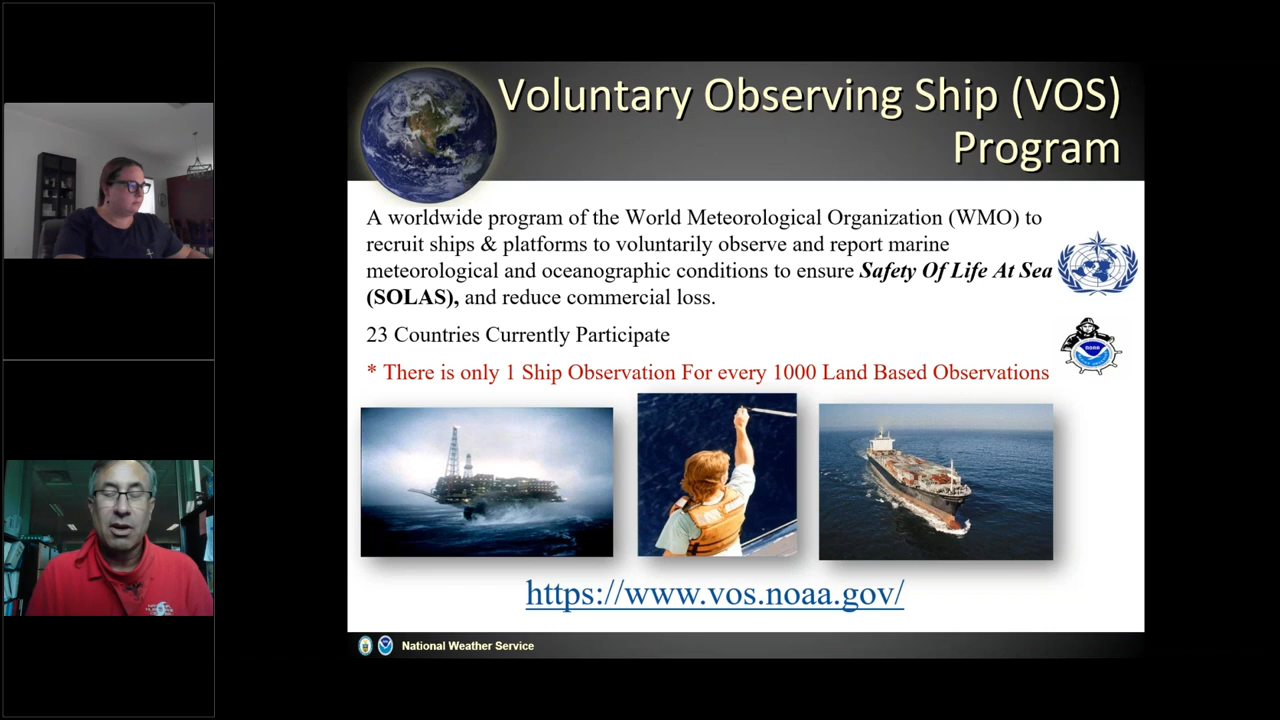 Voluntary Observing Ship (VOS)
Program
A worldwide program of the World Meteorological Organization (WMO) to
recruit ships & platforms to voluntarily observe and report marine
meteorological and oceanographic conditions to ensure Safety Of Life At Sea
(SOLAS), and reduce commercial loss.
23 Countries Currently Participate
* There is only 1 Ship Observation For every 1000 Land Based Observations
NOAA
https://www.vos.noaa.gov/
National Weather Service